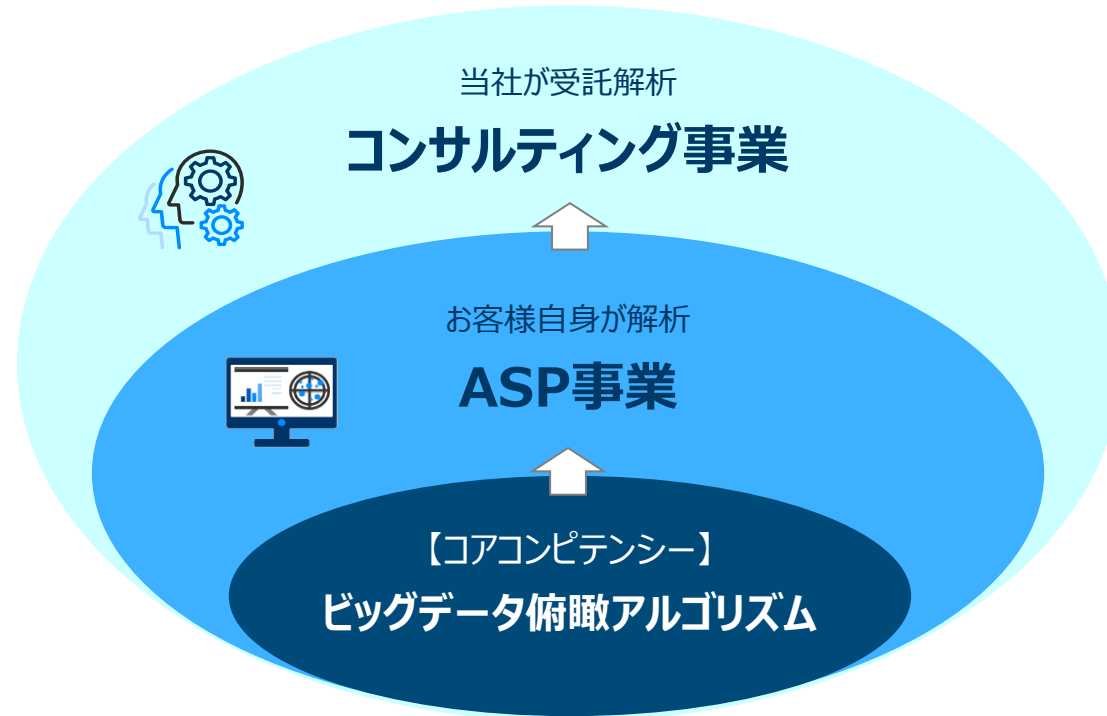 当社が受託解析
コンサルティング事業
お客様自身が解析
ASP事業
【コアコンピテンシー】
ビッグデータ俯瞰アルゴリズム